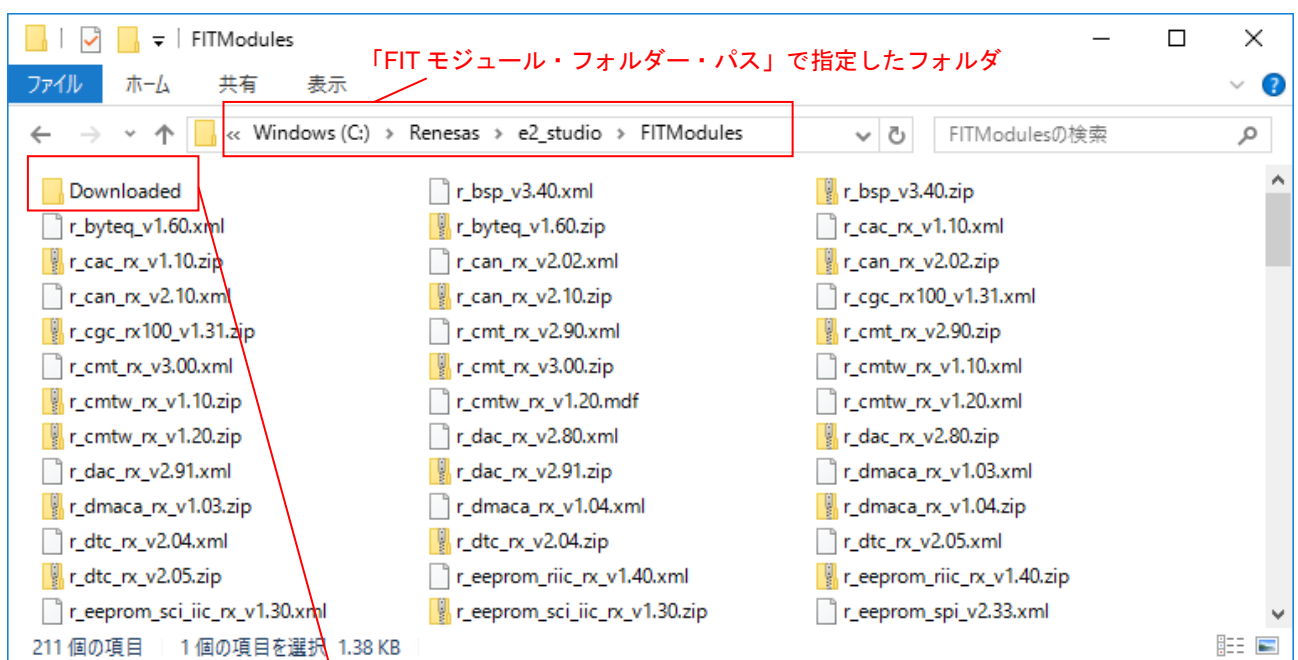 FITModules
「FIT モジュール・フォルダー・パス」で指定したフォルダ
ファイル ホーム 共有 表示
« Windows (C:) › Renesas › e2_studio › FITModules FITModulesの検索
Downloaded r_bsp_v3.40.xml r_bsp_v3.40.zip
r_byteq_v1.60.xml r_byteq_v1.60.zip r_cac_rx_v1.10.xml
r_cac_rx_v1.10.zip r_can_rx_v2.02.xml r_can_rx_v2.02.zip
r_can_rx_v2.10.xml r_can_rx_v2.10.zip r_cgc_rx100_v1.31.xml
r_cgc_rx100_v1.31.zip r_cmt_rx_v2.90.xml r_cmt_rx_v2.90.zip
r_cmt_rx_v3.00.xml r_cmt_rx_v3.00.zip r_cmtw_rx_v1.10.xml
r_cmtw_rx_v1.10.zip r_cmtw_rx_v1.20.mdf r_cmtw_rx_v1.20.xml
r_cmtw_rx_v1.20.zip r_dac_rx_v2.80.xml r_dac_rx_v2.80.zip
r_dac_rx_v2.91.xml r_dac_rx_v2.91.zip r_dmaca_rx_v1.03.xml
r_dmaca_rx_v1.03.zip r_dmaca_rx_v1.04.xml r_dmaca_rx_v1.04.zip
r_dtc_rx_v2.04.xml r_dtc_rx_v2.04.zip r_dtc_rx_v2.05.xml
r_dtc_rx_v2.05.zip r_eeprom_riic_rx_v1.40.xml r_eeprom_riic_rx_v1.40.zip
r_eeprom_sci_iic_rx_v1.30.xml r_eeprom_sci_iic_rx_v1.30.zip r_eeprom_spi_v2.33.xml
211 個の項目 1 個の項目を選択 1.38 KB